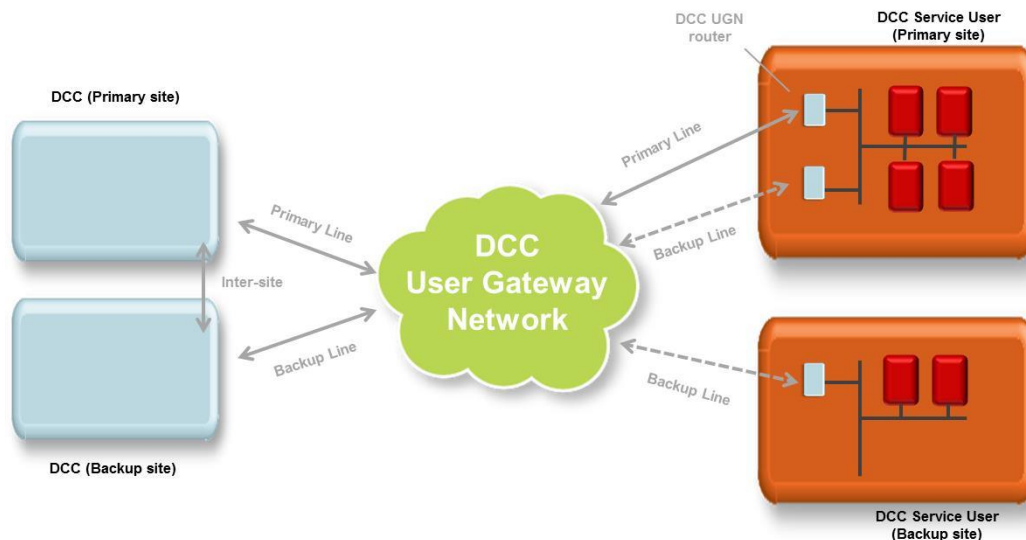 DCC (Primary site)
Primary Line
Inter-site
Backup Line
DCC (Backup site)
DCC
User Gateway
Network
DCC UGN
router
DCC Service User
(Primary site)
Primary Line
Backup Line
Backup Line
DCC Service User
(Backup site)